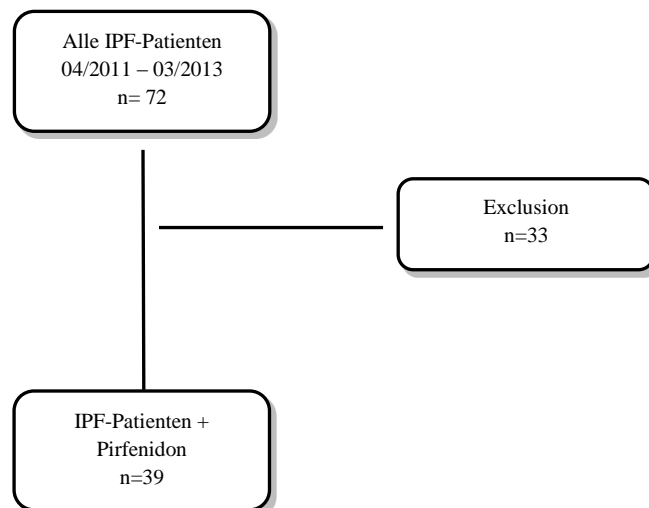 Alle IPF-Patienten
04/2011 – 03/2013
n= 72
Exclusion
n=33
IPF-Patienten +
Pirfenidon
n=39